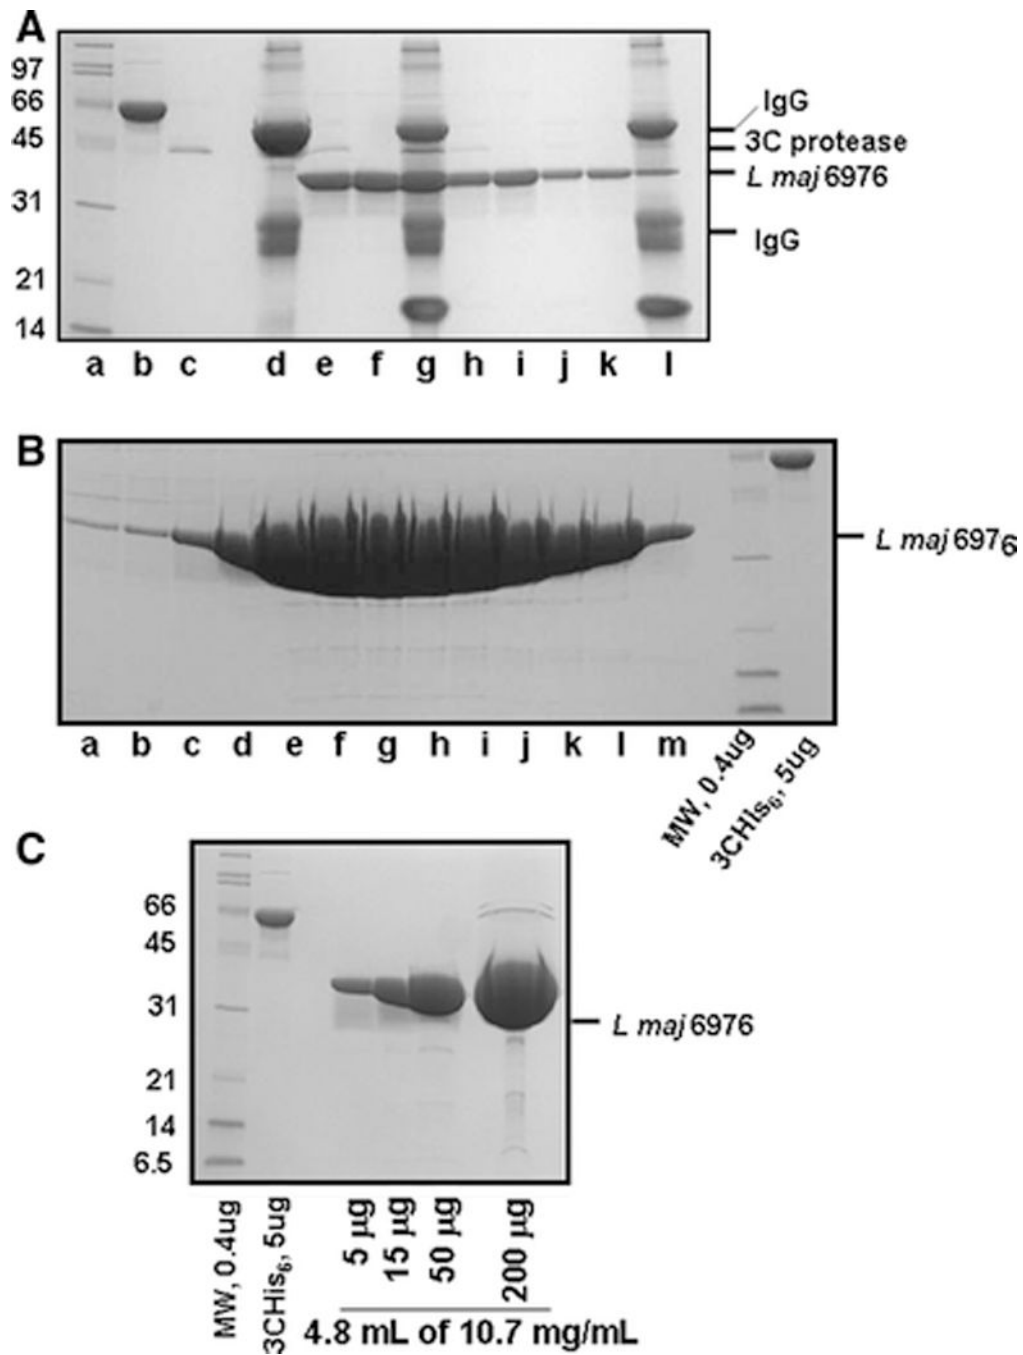 A
97
66
45
31
21
14
IgG
3C protease
L maj 6976
IgG
a b c d e f g h i j k l
B
L maj 6976
a b c d e f g h i j k l m
MW, 0.4ug
3CHis6, 5ug
C
66
45
31
21
14
6.5
L maj 6976
MW, 0.4ug
3CHis6, 5ug
5 µg
15 µg
50 µg
200 µg
4.8 mL of 10.7 mg/mL